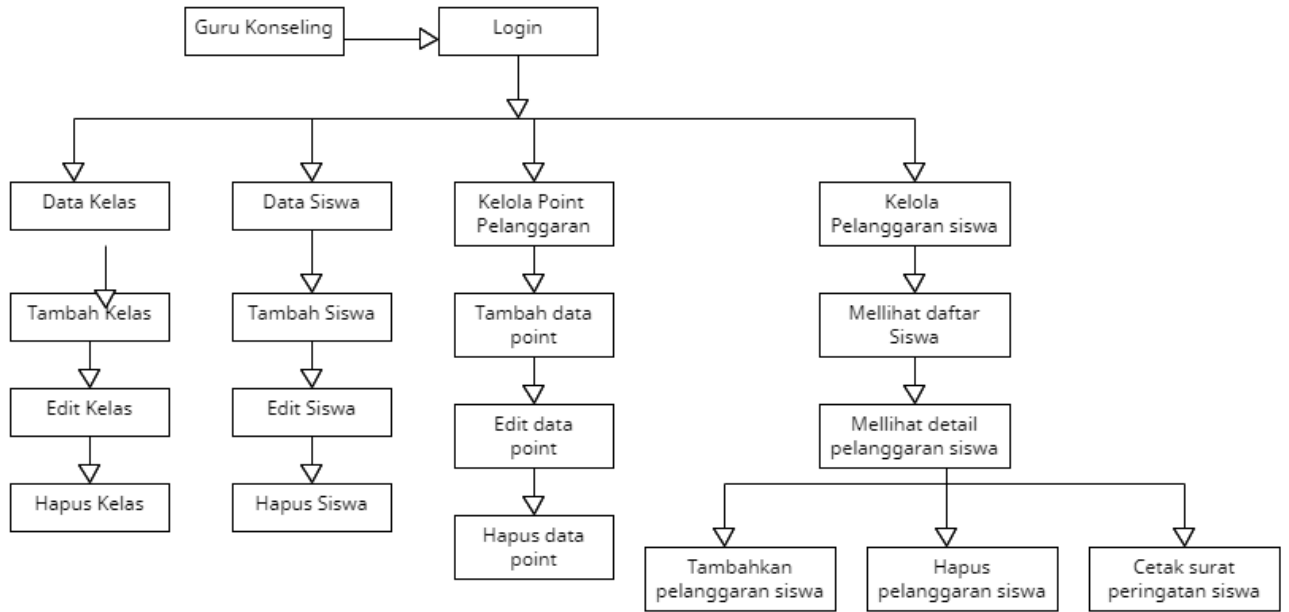 Guru Konseling
Login
Data Kelas
Data Siswa
Kelola Point
Pelanggaran
Kelola
Pelanggaran siswa
Tambah Kelas
Tambah Siswa
Tambah data
point
Mellihat daftar
Siswa
Edit Kelas
Edit Siswa
Edit data
point
Mellihat detail
pelanggaran siswa
Hapus Kelas
Hapus Siswa
Hapus data
point
Tambahkan
pelanggaran siswa
Hapus
pelanggaran siswa
Cetak surat
peringatan siswa